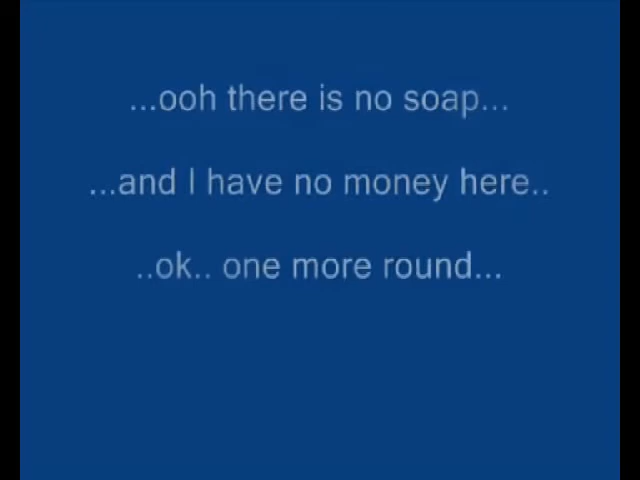 ...ooh there is no soap...
...and I have no money here..
..ok.. one more round...